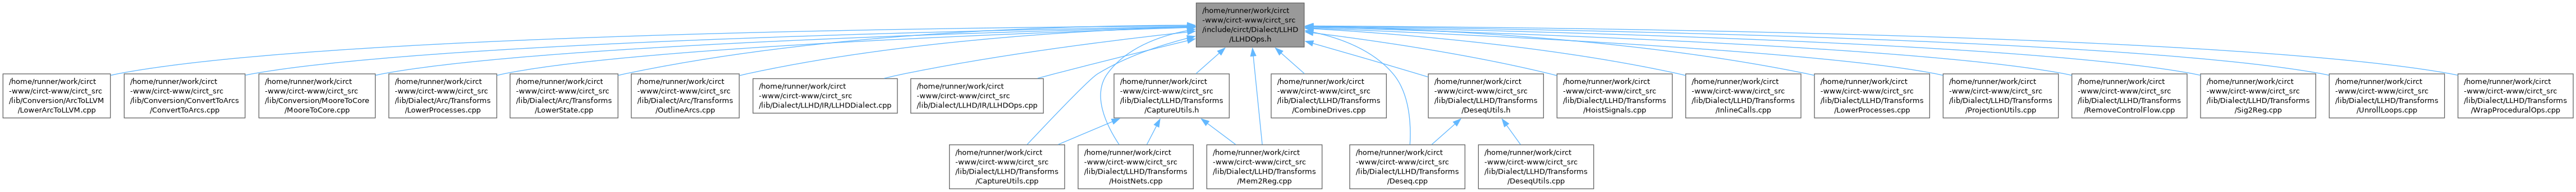 /home/runner/work/circt
-www/circt-www/circt_src
/include/circt/Dialect/LLHD
/LLHDOps.h
/home/runner/work/circt
-www/circt-www/circt_src
/lib/Conversion/ArcToLLVM
/LowerArcToLLVM.cpp
/home/runner/work/circt
-www/circt-www/circt_src
/lib/Conversion/ConvertToArcs
/ConvertToArcs.cpp
/home/runner/work/circt
-www/circt-www/circt_src
/lib/Conversion/MooreToCore
/MooreToCore.cpp
/home/runner/work/circt
-www/circt-www/circt_src
/lib/Dialect/Arc/Transforms
/LowerProcesses.cpp
/home/runner/work/circt
-www/circt-www/circt_src
/lib/Dialect/Arc/Transforms
/LowerState.cpp
/home/runner/work/circt
-www/circt-www/circt_src
/lib/Dialect/Arc/Transforms
/OutlineArcs.cpp
/home/runner/work/circt
-www/circt-www/circt_src
/lib/Dialect/LLHD/IR/LLHDDialect.cpp
/home/runner/work/circt
-www/circt-www/circt_src
/lib/Dialect/LLHD/IR/LLHDOps.cpp
/home/runner/work/circt
-www/circt-www/circt_src
/lib/Dialect/LLHD/Transforms
/CaptureUtils.h
/home/runner/work/circt
-www/circt-www/circt_src
/lib/Dialect/LLHD/Transforms
/CombineDrives.cpp
/home/runner/work/circt
-www/circt-www/circt_src
/lib/Dialect/LLHD/Transforms
/DeseqUtils.h
/home/runner/work/circt
-www/circt-www/circt_src
/lib/Dialect/LLHD/Transforms
/HoistSignals.cpp
/home/runner/work/circt
-www/circt-www/circt_src
/lib/Dialect/LLHD/Transforms
/InlineCalls.cpp
/home/runner/work/circt
-www/circt-www/circt_src
/lib/Dialect/LLHD/Transforms
/LowerProcesses.cpp
/home/runner/work/circt
-www/circt-www/circt_src
/lib/Dialect/LLHD/Transforms
/ProjectionUtils.cpp
/home/runner/work/circt
-www/circt-www/circt_src
/lib/Dialect/LLHD/Transforms
/RemoveControlFlow.cpp
/home/runner/work/circt
-www/circt-www/circt_src
/lib/Dialect/LLHD/Transforms
/Sig2Reg.cpp
/home/runner/work/circt
-www/circt-www/circt_src
/lib/Dialect/LLHD/Transforms
/UnrollLoops.cpp
/home/runner/work/circt
-www/circt-www/circt_src
/lib/Dialect/LLHD/Transforms
/WrapProceduralOps.cpp
/home/runner/work/circt
-www/circt-www/circt_src
/lib/Dialect/LLHD/Transforms
/CaptureUtils.cpp
/home/runner/work/circt
-www/circt-www/circt_src
/lib/Dialect/LLHD/Transforms
/HoistNets.cpp
/home/runner/work/circt
-www/circt-www/circt_src
/lib/Dialect/LLHD/Transforms
/Mem2Reg.cpp
/home/runner/work/circt
-www/circt-www/circt_src
/lib/Dialect/LLHD/Transforms
/Deseq.cpp
/home/runner/work/circt
-www/circt-www/circt_src
/lib/Dialect/LLHD/Transforms
/DeseqUtils.cpp